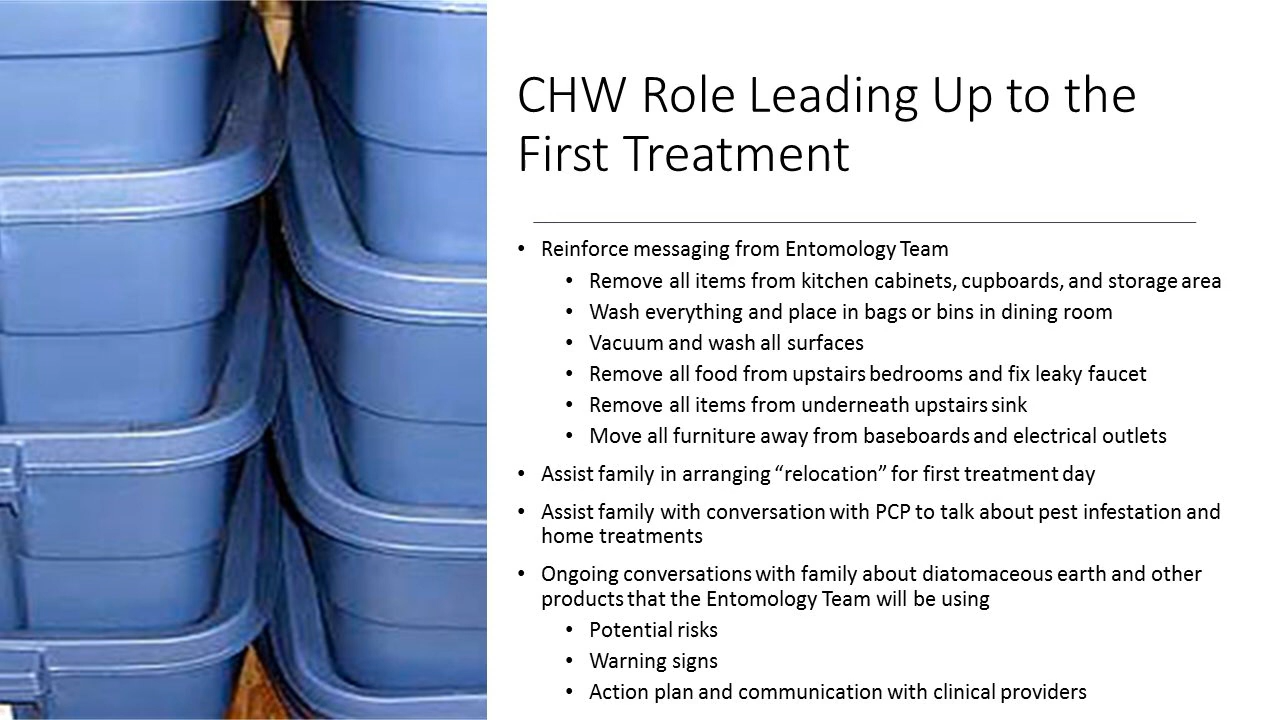 CHW Role Leading Up to the
First Treatment
• Reinforce messaging from Entomology Team
• Remove all items from kitchen cabinets, cupboards, and storage area
• Wash everything and place in bags or bins in dining room
• Vacuum and wash all surfaces
• Remove all food from upstairs bedrooms and fix leaky faucet
• Remove all items from underneath upstairs sink
• Move all furniture away from baseboards and electrical outlets
• Assist family in arranging “relocation” for first treatment day
• Assist family with conversation with PCP to talk about pest infestation and
home treatments
• Ongoing conversations with family about diatomaceous earth and other
products that the Entomology Team will be using
• Potential risks
• Warning signs
• Action plan and communication with clinical providers